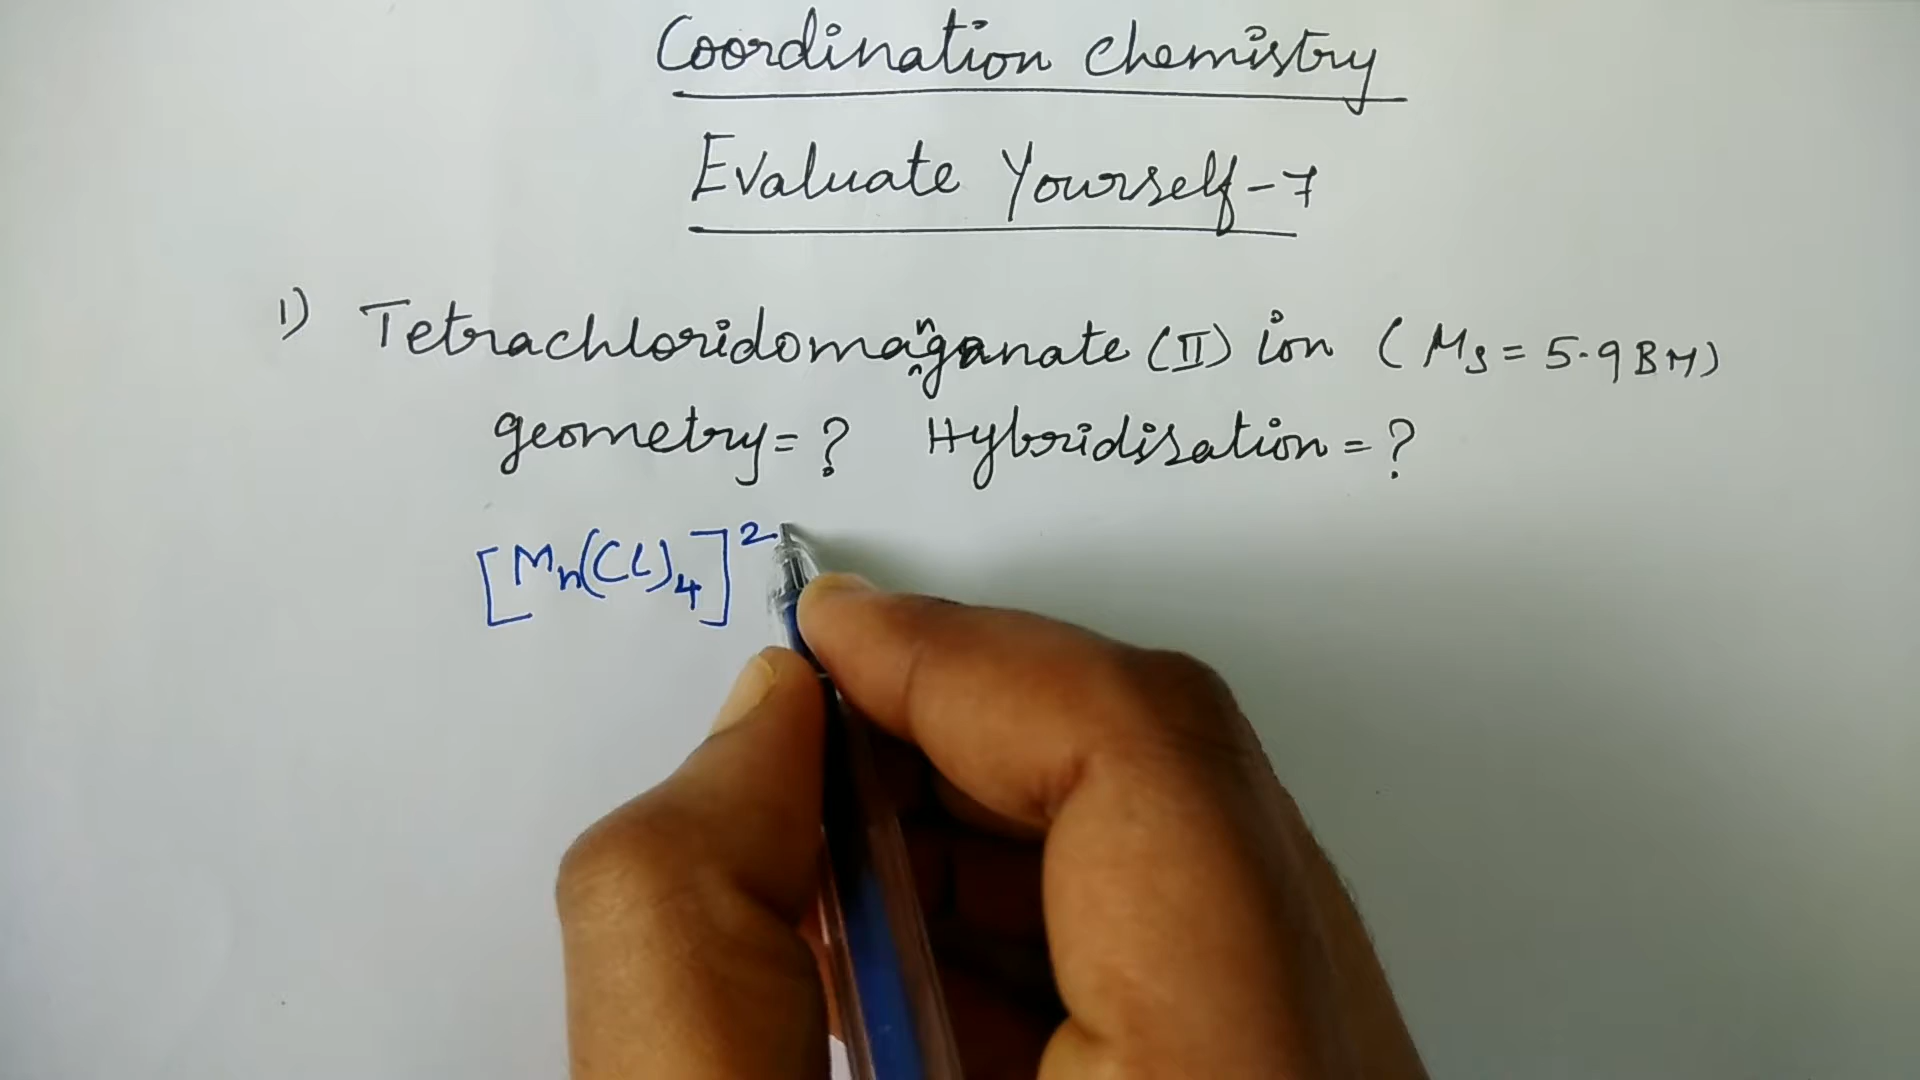 Coordination Chemistry
Evaluate Yourself-7
1) Tetrachloridomanganate (II) ion (Ms = 5.9 BM)
geometry = ? Hybridisation = ?
[Mn(Cl)4]2